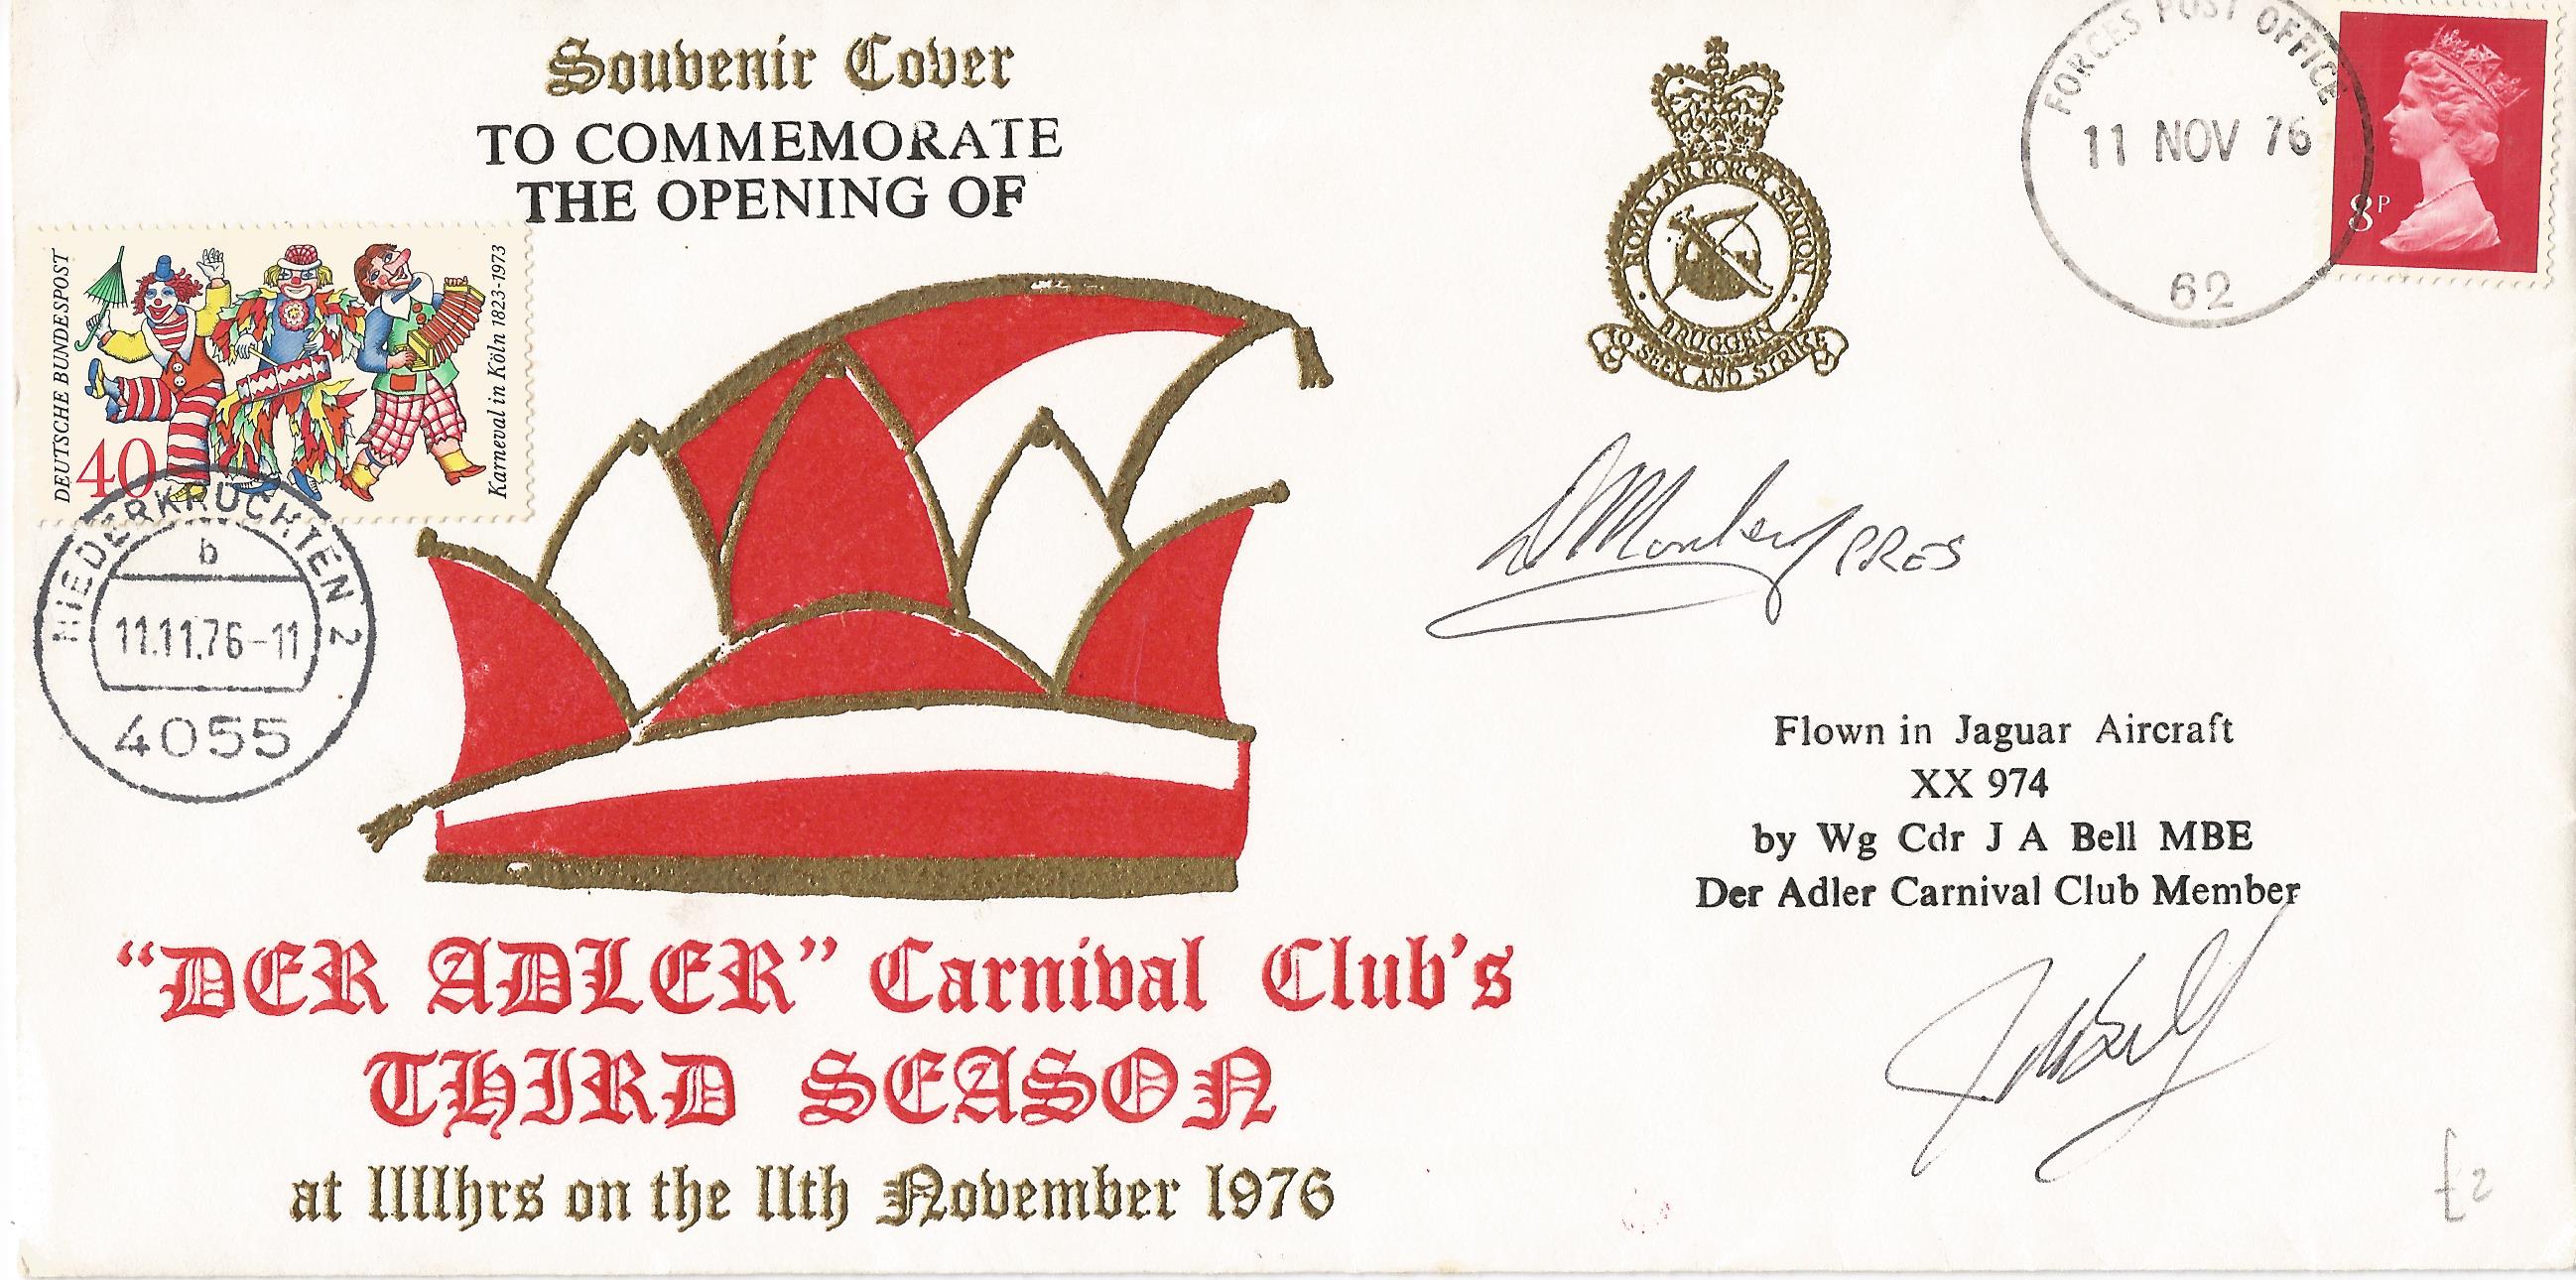 Souvenir Cover
TO COMMEMORATE
THE OPENING OF
DEUTSCHE BUNDESPOST
40
Karneval in Köln 1823-1973
NIEDERKRÜCHTEN 2
b
11.11.76-11
4055
"DER ADLER" Carnival Club's
THIRD SEASON
at 1111hrs on the 11th November 1976
ROYAL AIR FORCE STATION
BRUGGEN
TO SEEK AND STRIKE
FORCES POST OFFICE
11 NOV 76
62
8P
PRES
Flown in Jaguar Aircraft
XX 974
by Wg Cdr J A Bell MBE
Der Adler Carnival Club Member
£2